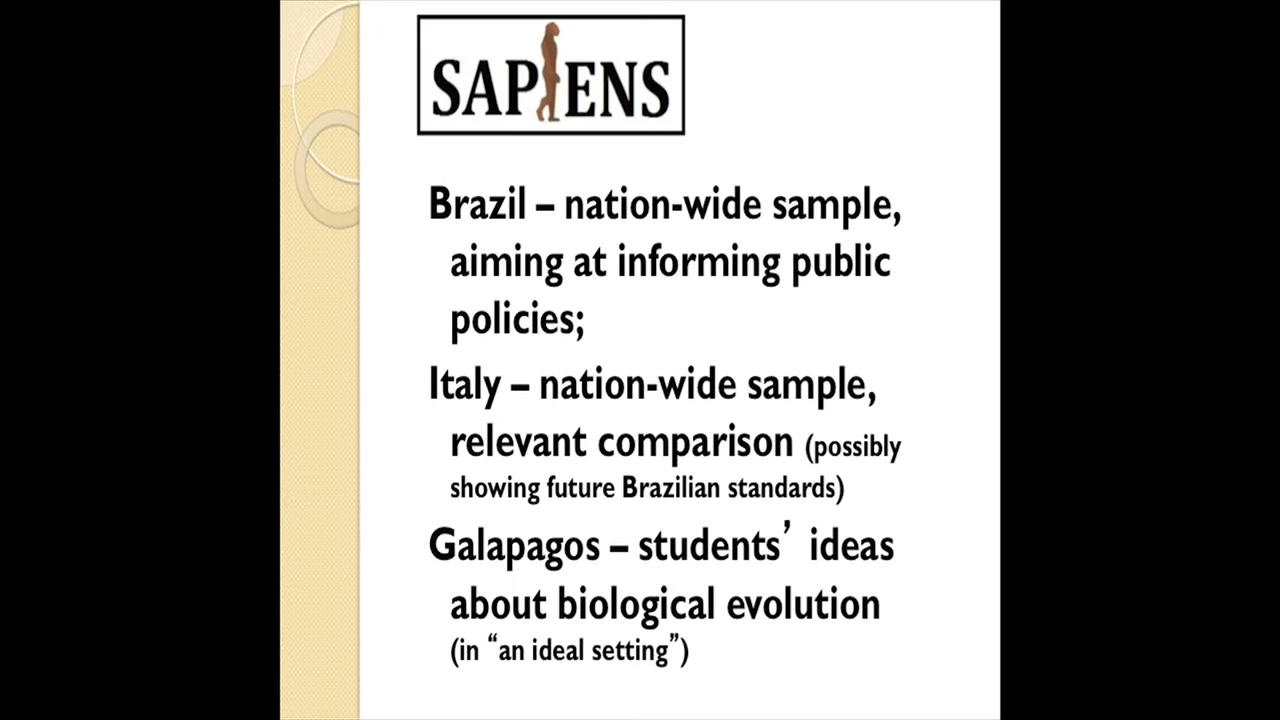 SAPIENS
Brazil – nation-wide sample,
aiming at informing public
policies;
Italy – nation-wide sample,
relevant comparison (possibly
showing future Brazilian standards)
Galapagos – students’ ideas
about biological evolution
(in “an ideal setting”)